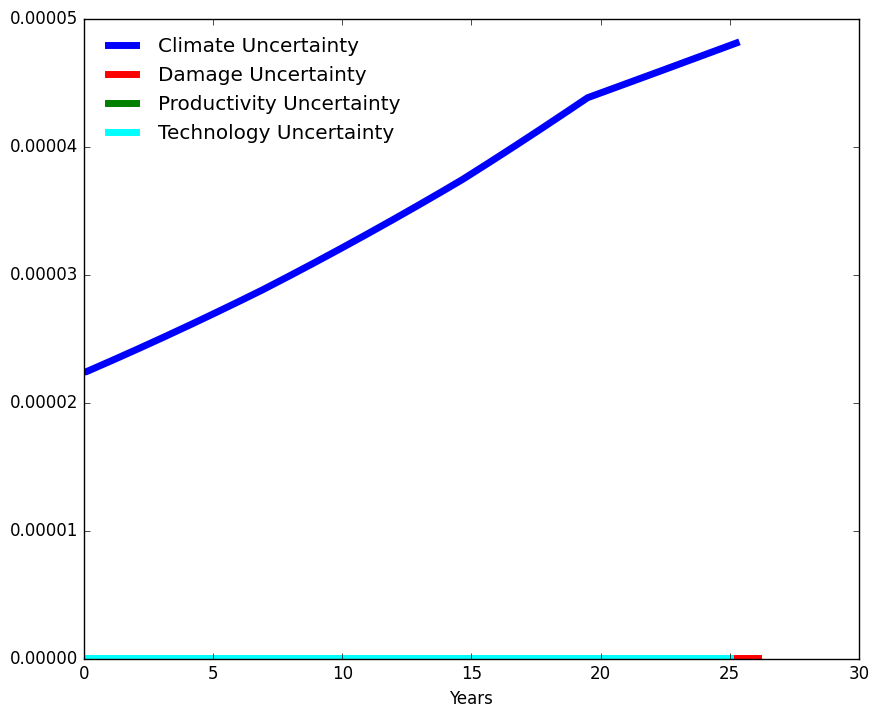 0.00005
Climate Uncertainty
Damage Uncertainty
Productivity Uncertainty
Technology Uncertainty
0.00004
0.00003
0.00002
0.00001
0.00000
0 5 10 15 20 25 30
Years